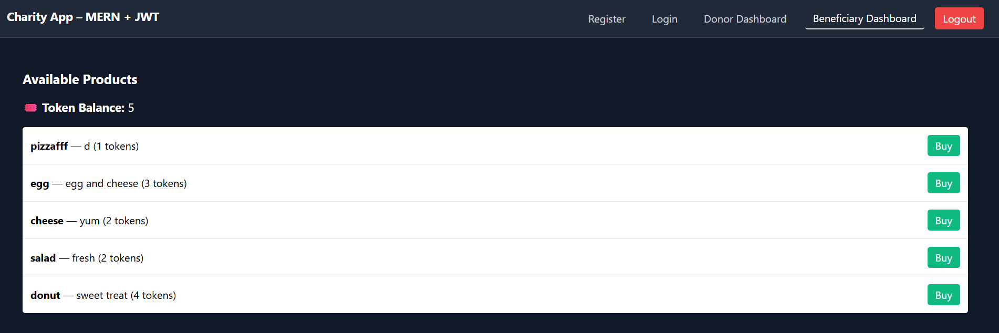 Charity App – MERN + JWT
Register Login Donor Dashboard Beneficiary Dashboard Logout
Available Products
🎟️ Token Balance: 5
pizzafff — d (1 tokens) Buy
egg — egg and cheese (3 tokens) Buy
cheese — yum (2 tokens) Buy
salad — fresh (2 tokens) Buy
donut — sweet treat (4 tokens) Buy